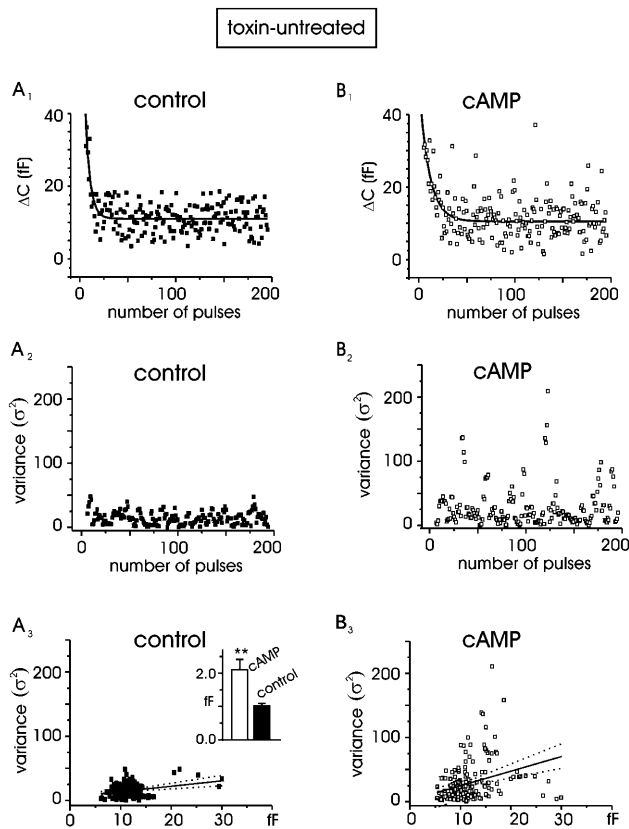 toxin-untreated
A1
control
ΔC (fF)
40
20
0
0
100
200
number of pulses
B1
cAMP
ΔC (fF)
40
20
0
0
100
200
number of pulses
A2
control
variance (σ²)
200
100
0
0
100
200
number of pulses
B2
cAMP
variance (σ²)
200
100
0
0
100
200
number of pulses
A3
control
variance (σ²)
200
100
0
0
10
20
30
fF
**
cAMP
control
2.0
fF
0.0
B3
cAMP
variance (σ²)
200
100
0
0
10
20
30
fF